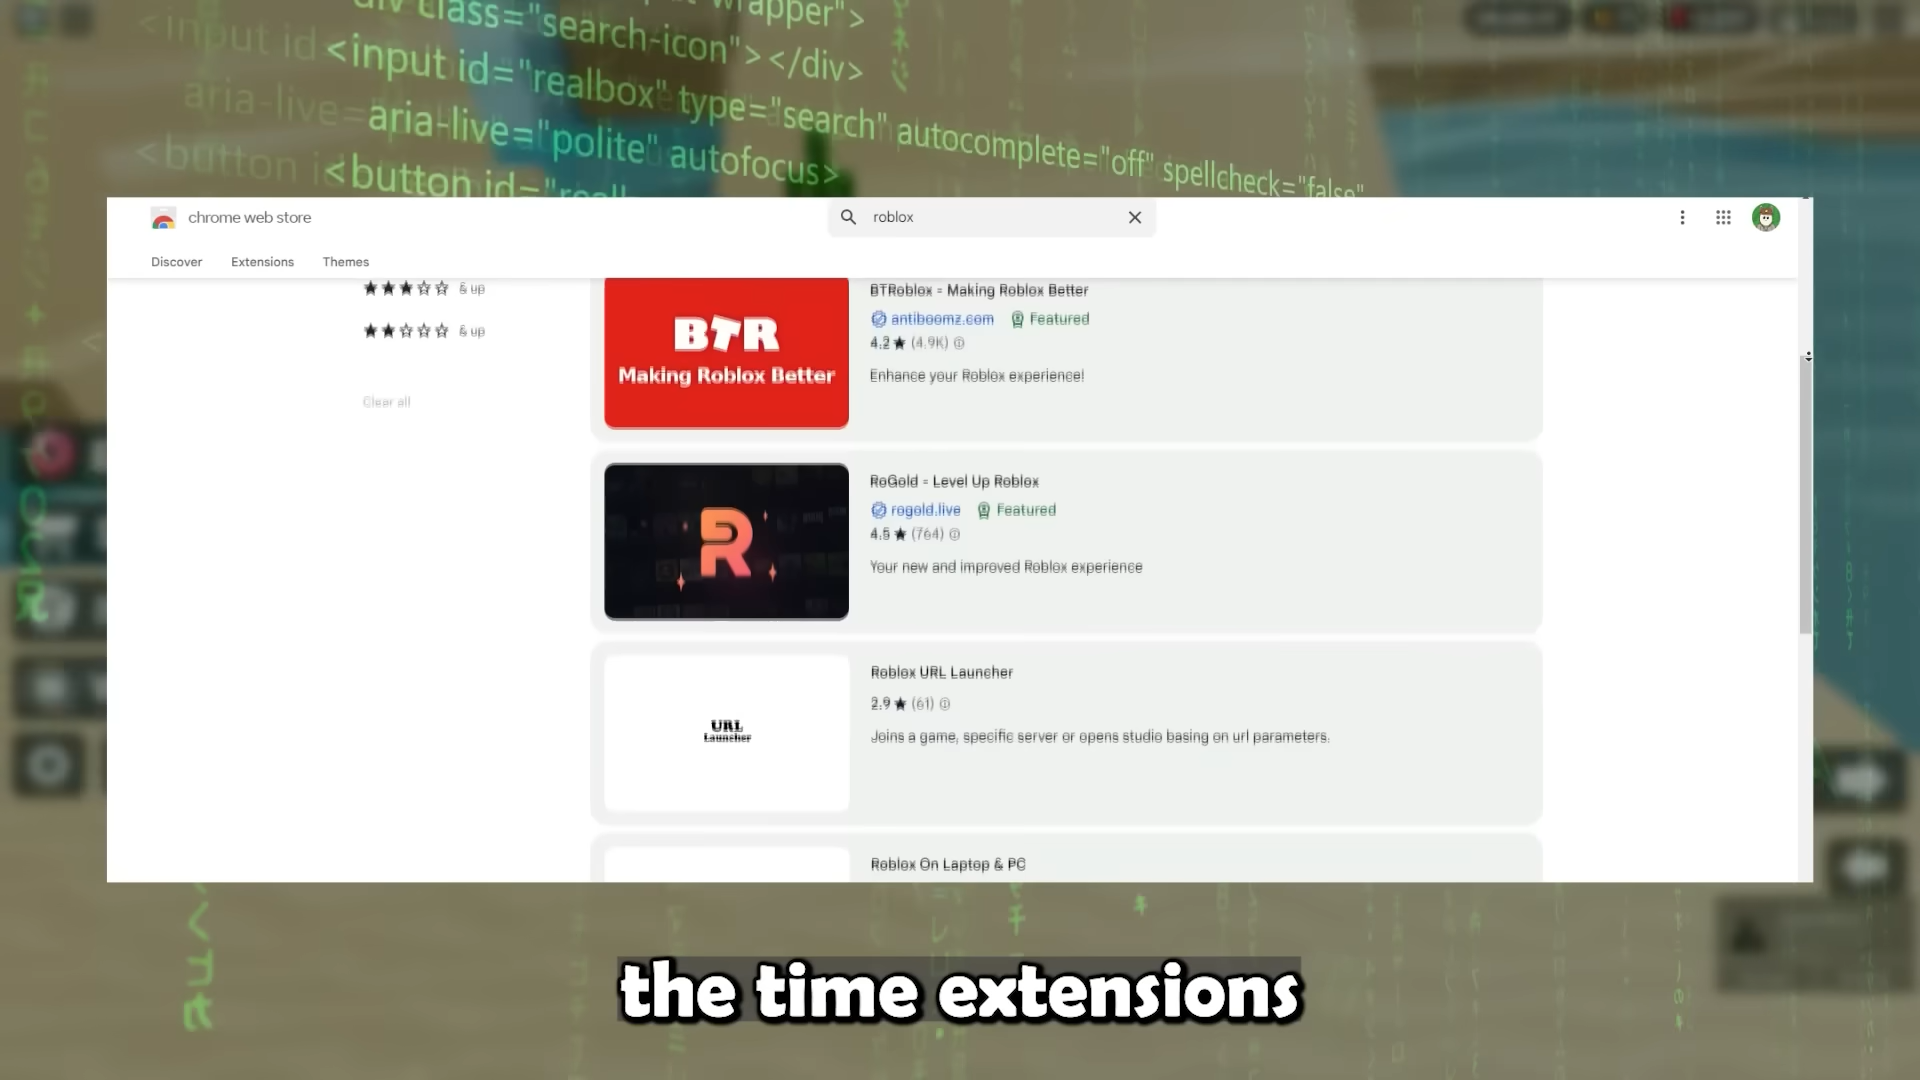 div class="search-icon"></div>
<input id="realbox" type="search" autocomplete="off" spellcheck="false"
aria-live="polite" autofocus>
<button id="real
chrome web store
roblox
Discover
Extensions
Themes
& up
& up
Clear all
BTR
Making Roblox Better
BTRoblox - Making Roblox Better
antiboomz.com
Featured
4.2 ★ (4.9K)
Enhance your Roblox experience!
RoGold - Level Up Roblox
rogold.live
Featured
4.5 ★ (764)
Your new and improved Roblox experience
URL
Launcher
Roblox URL Launcher
2.9 ★ (61)
Joins a game, specific server or opens studio basing on url parameters.
Roblox On Laptop & PC
the time extensions